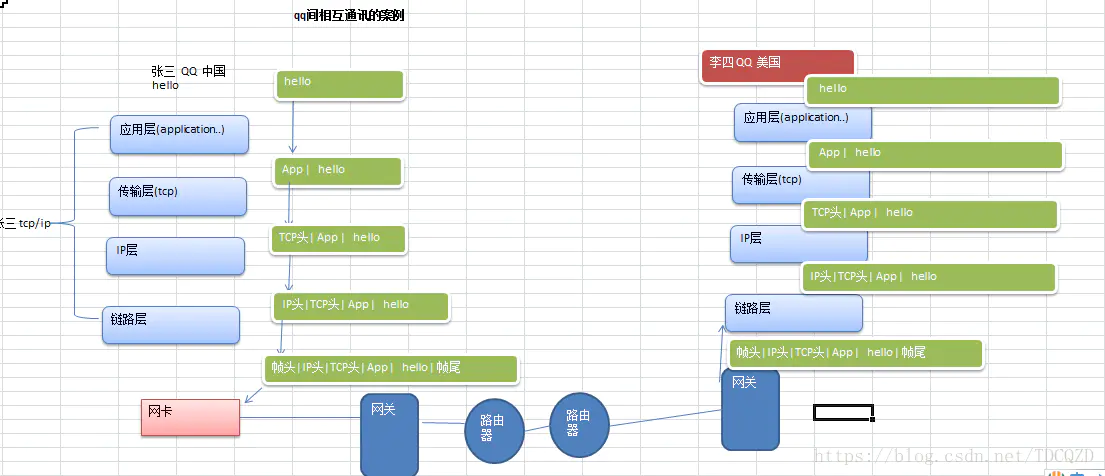 qq间相互通讯的案例
张三 QQ 中国
hello
hello
应用层(application..)
App | hello
传输层(tcp)
张三 tcp/ip
TCP头| App | hello
IP层
IP头|TCP头| App | hello
链路层
帧头|IP头|TCP头| App | hello|帧尾
网卡
网关
路由
器
路由
器
李四QQ 美国
hello
应用层(application..)
App | hello
传输层(tcp)
TCP头| App | hello
IP层
IP头|TCP头| App | hello
链路层
帧头|IP头|TCP头| App | hello|帧尾
网关
https://blog.csdn.net/TDCQZD